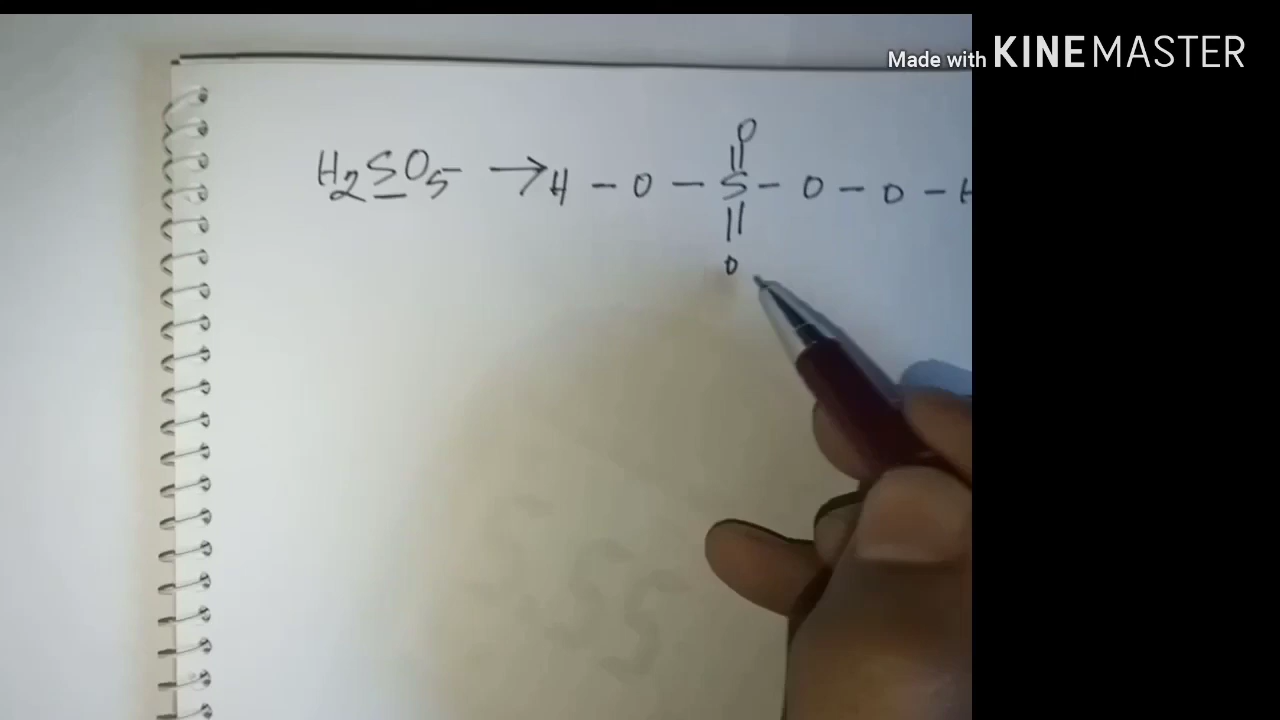 Made with KINEMASTER
O
H2SO5 → H - O - S - O - O - H
O